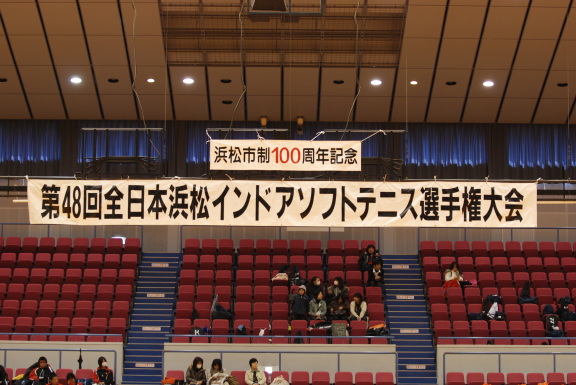 浜松市制100周年記念
第48回全日本浜松インドアソフトテニス選手権大会